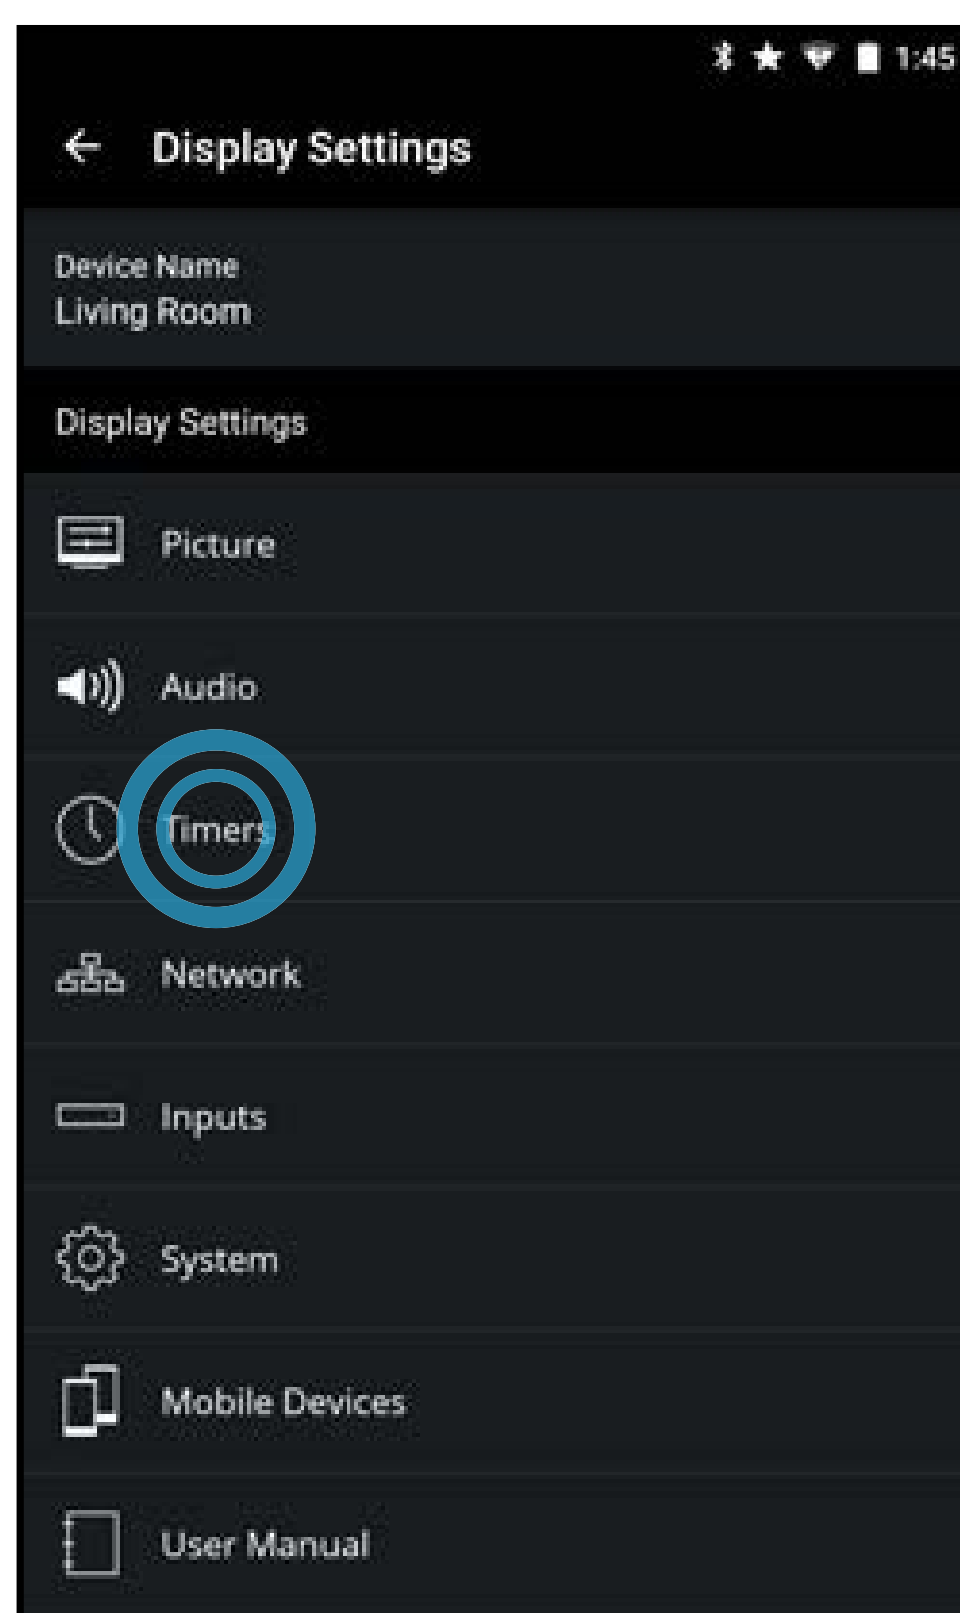 1:45
Display Settings
Device Name
Living Room
Display Settings
Picture
Audio
Timers
Network
Inputs
System
Mobile Devices
User Manual